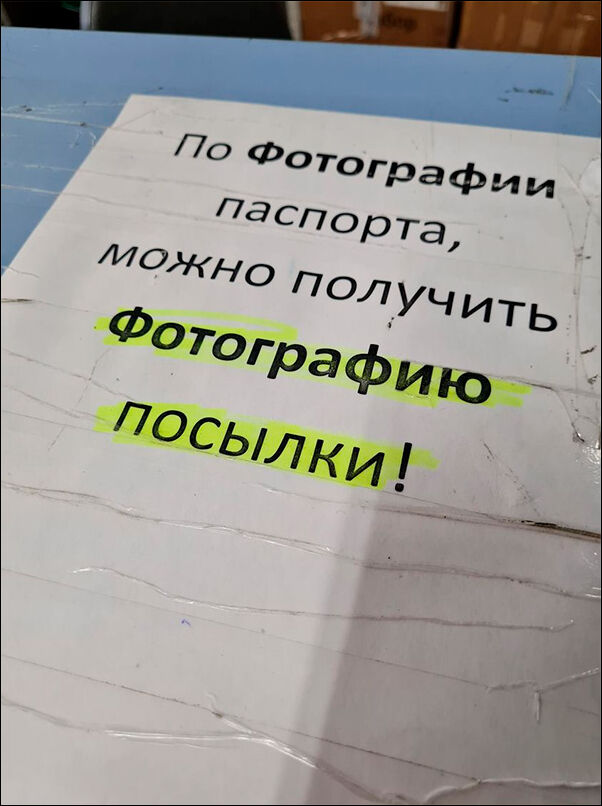 По Фотографии
паспорта,
можно получить
Фотографию
посылки!